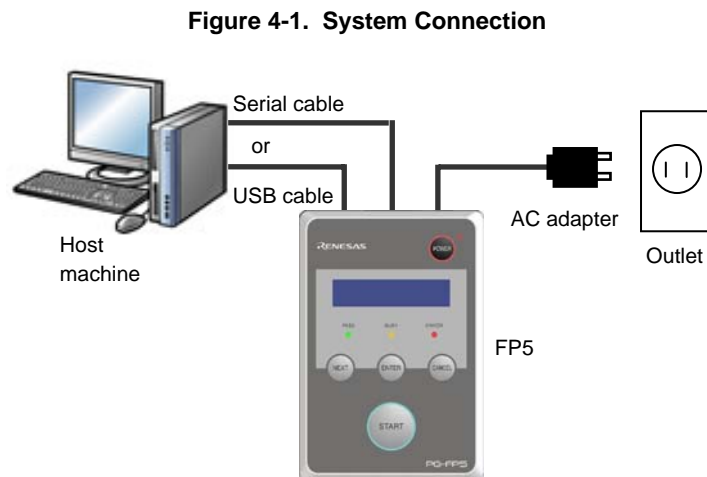 Figure 4-1. System Connection
Serial cable
or
USB cable
Host
machine
AC adapter
Outlet
RENESAS
POWER
PASS BUSY ERROR
FP5
NEXT ENTER CANCEL
START
PG-FP5